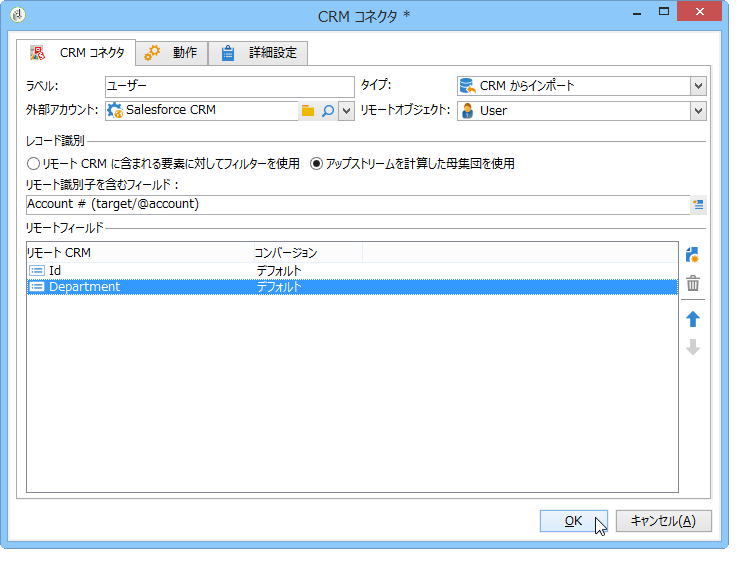 CRM コネクタ *
CRM コネクタ 動作 詳細設定
ラベル: ユーザー タイプ: CRM からインポート
外部アカウント: Salesforce CRM リモートオブジェクト: User
レコード識別
リモート CRM に含まれる要素に対してフィルターを使用 アップストリームを計算した母集団を使用
リモート識別子を含むフィールド :
Account # (target/@account)
リモートフィールド
リモート CRM コンバージョン
Id デフォルト
Department デフォルト
OK キャンセル(A)